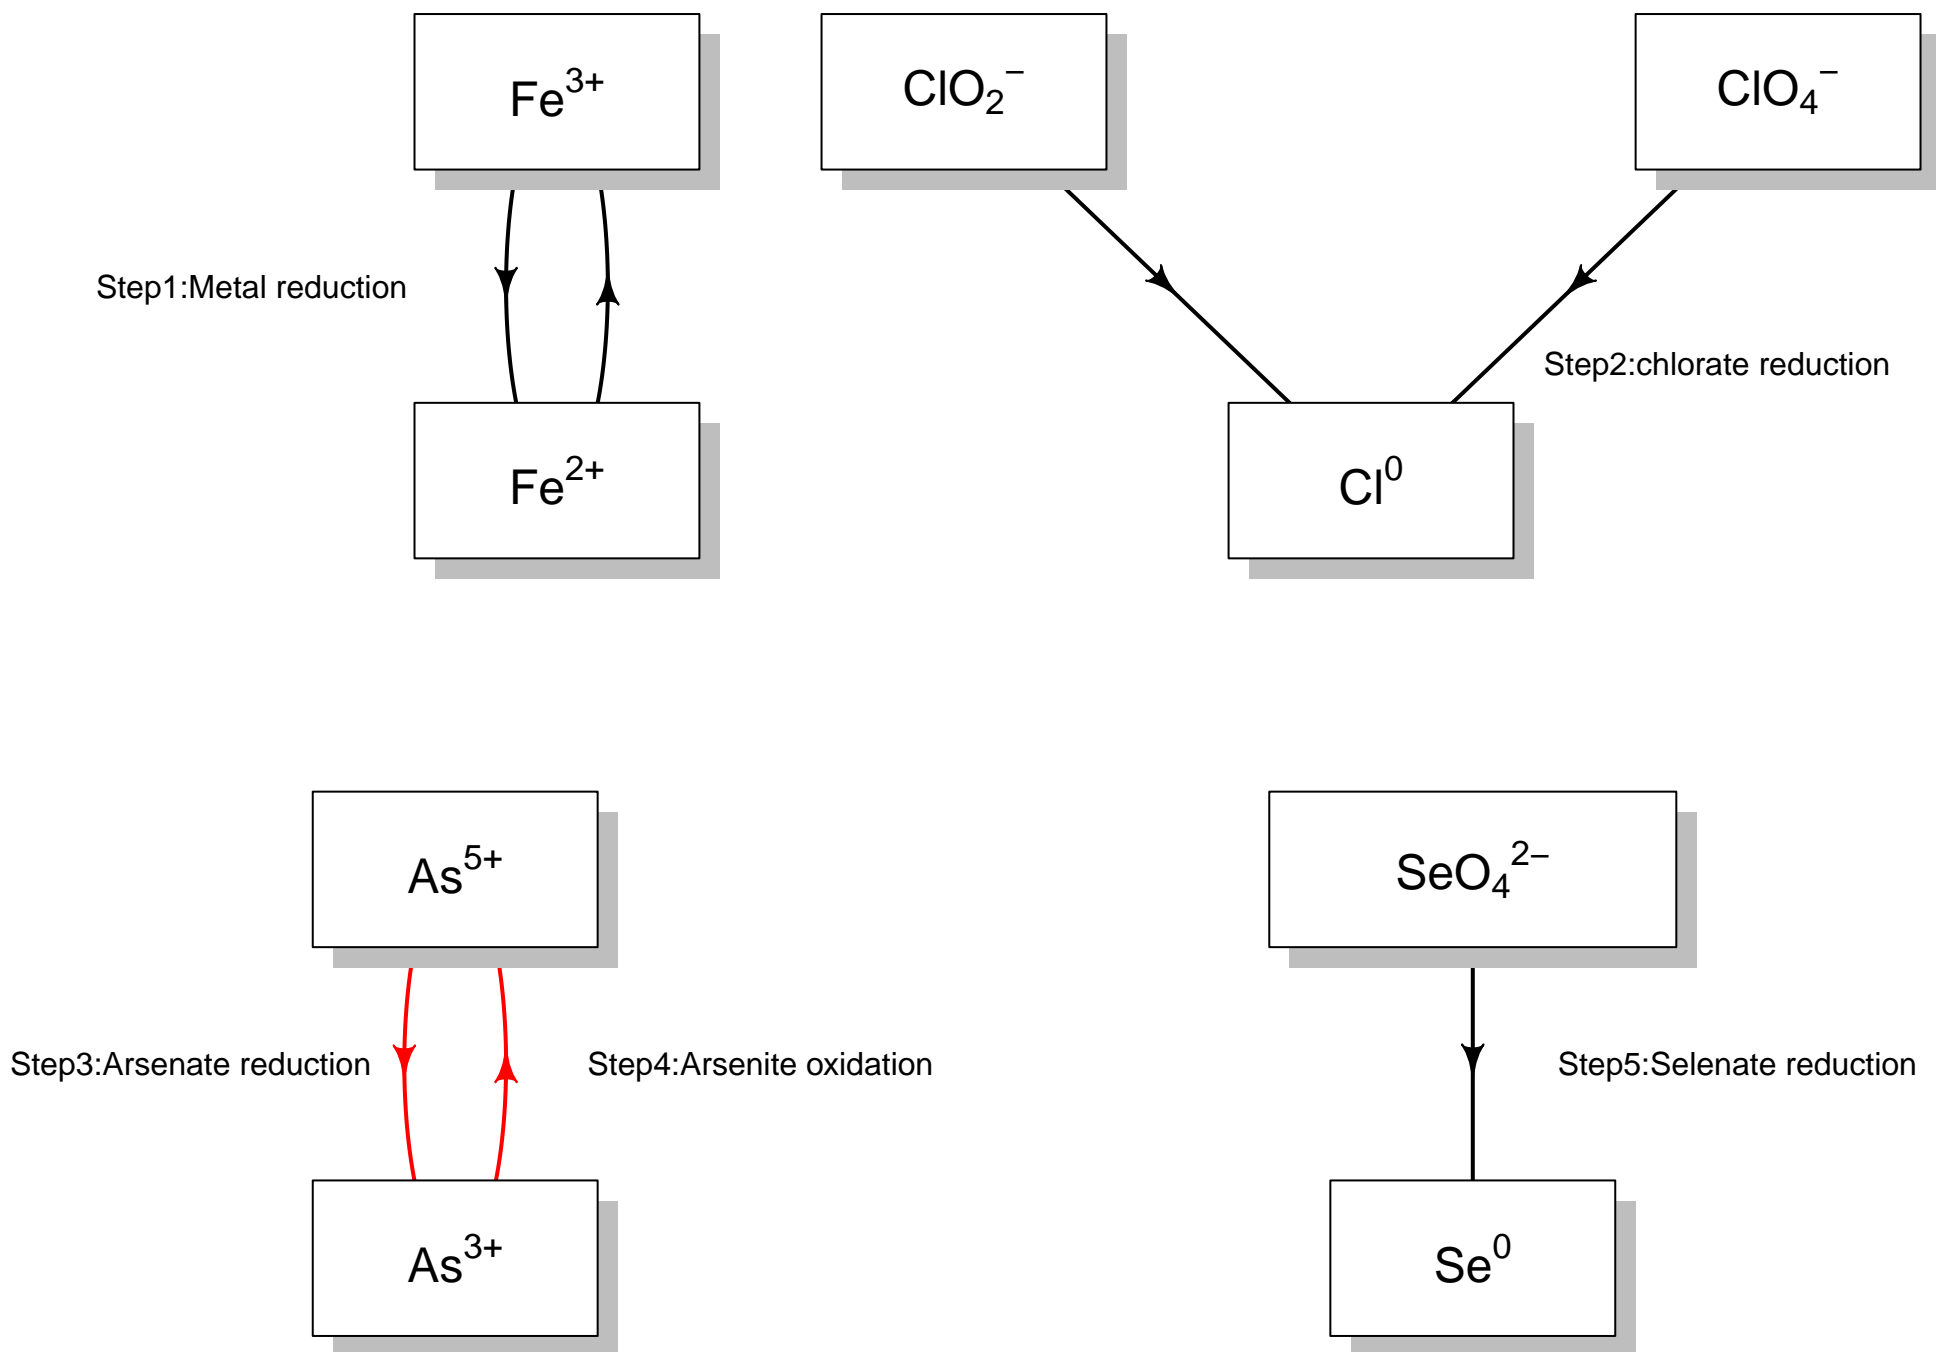 Fe³⁺
ClO₂⁻
ClO₄⁻
Step1:Metal reduction
Step2:chlorate reduction
Fe²⁺
Cl⁰
As⁵⁺
SeO₄²⁻
Step3:Arsenate reduction
Step4:Arsenite oxidation
Step5:Selenate reduction
As³⁺
Se⁰